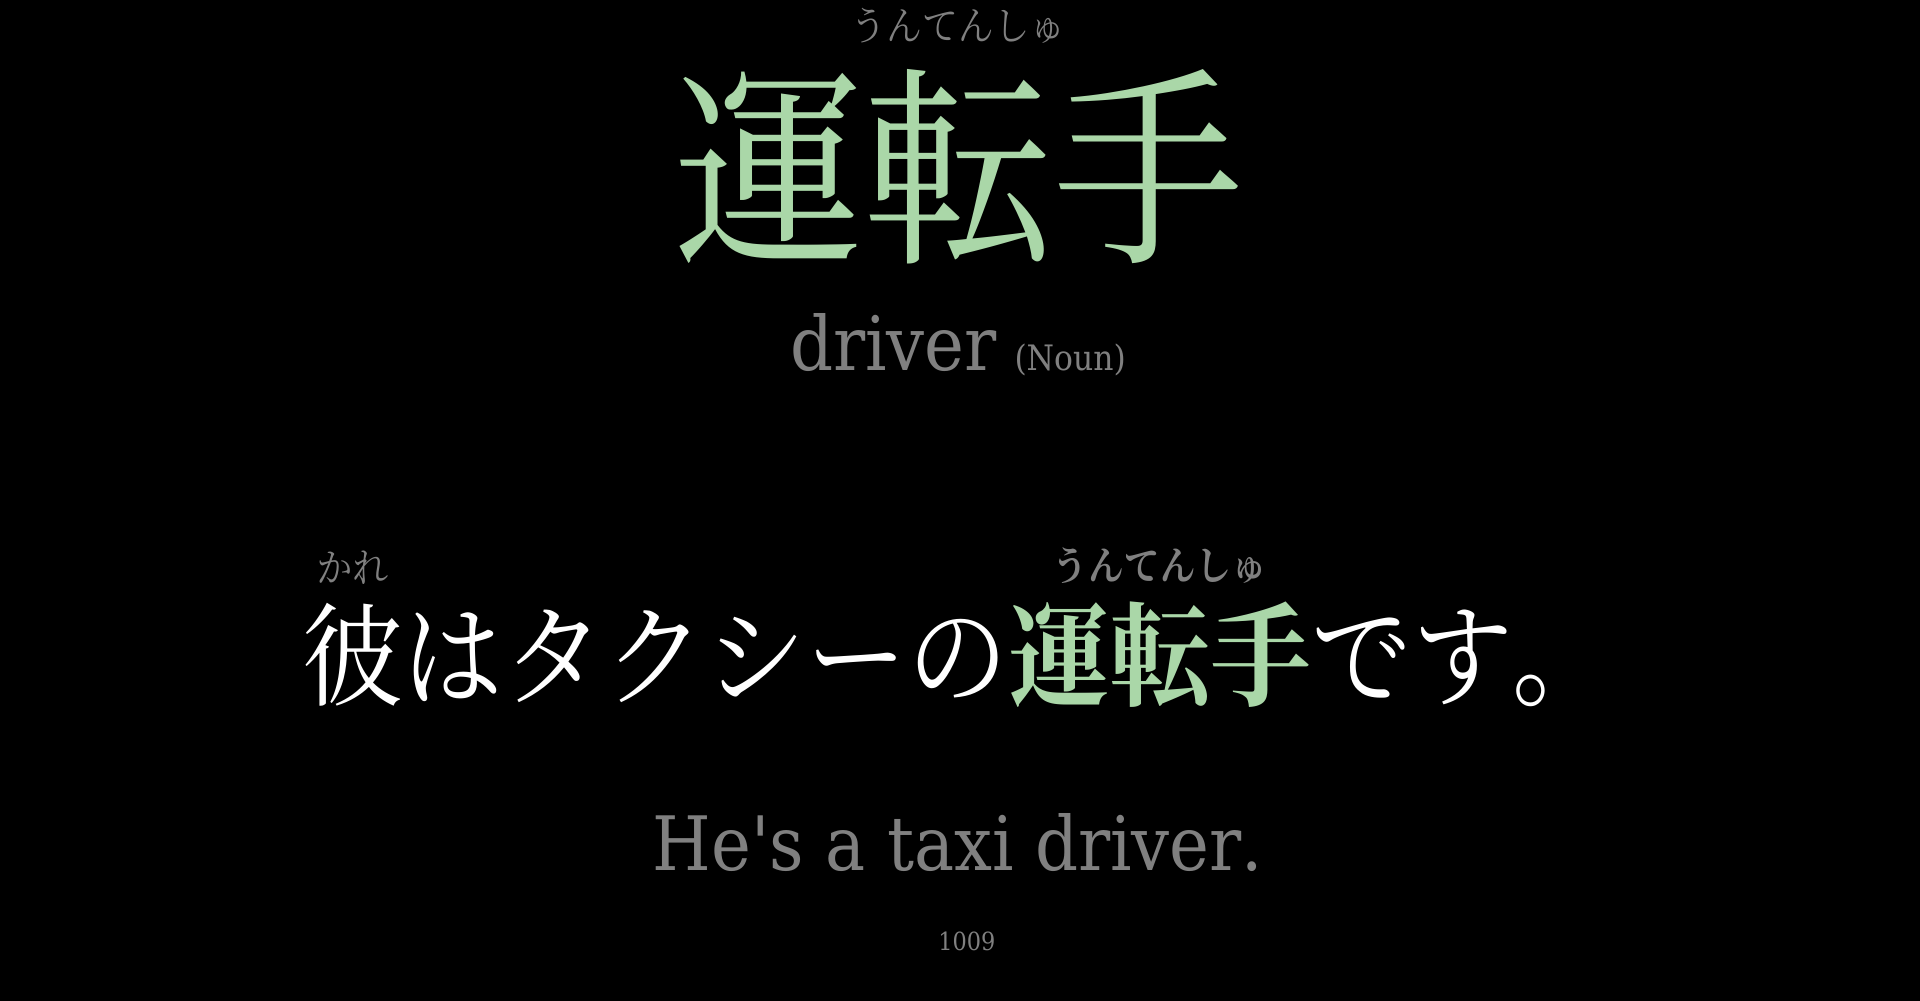 うんてんしゅ
運転手
driver (Noun)
かれ うんてんしゅ
彼はタクシーの運転手です。
He's a taxi driver.
1009